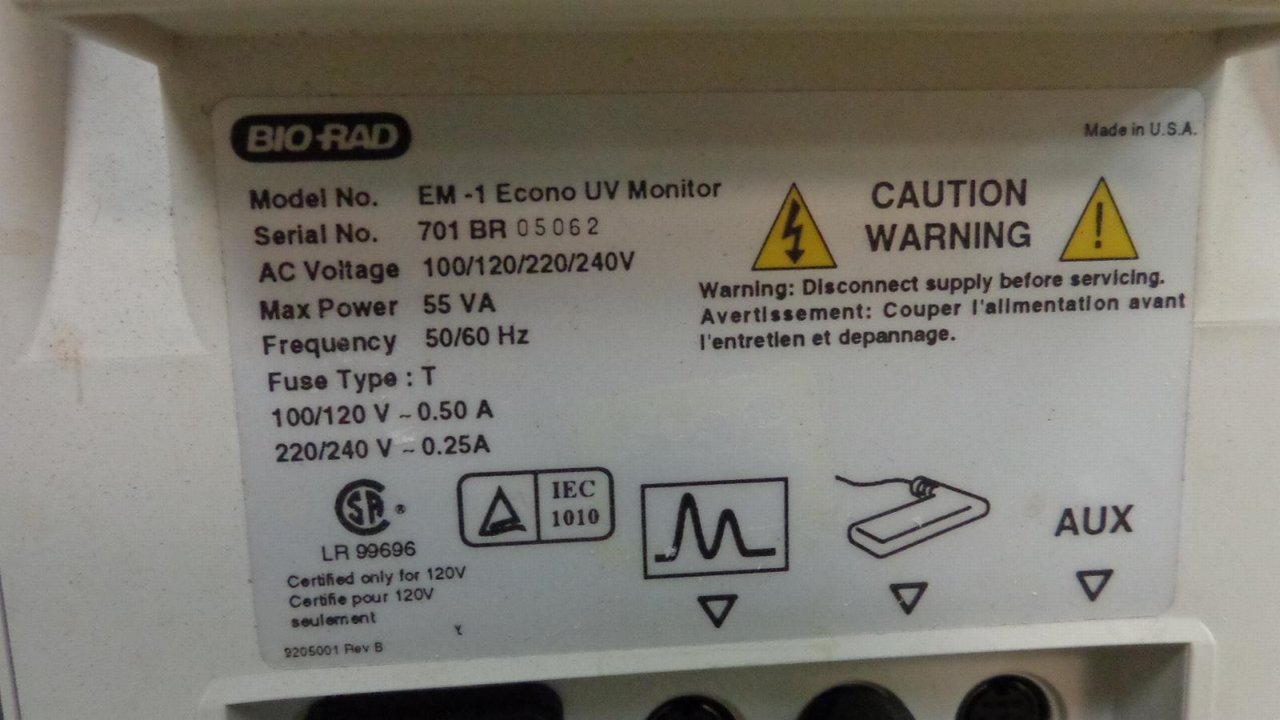 BIO-RAD
Made in U.S.A.
Model No. EM -1 Econo UV Monitor
Serial No. 701 BR 05062
AC Voltage 100/120/220/240V
Max Power 55 VA
Frequency 50/60 Hz
Fuse Type : T
100/120 V ~ 0.50 A
220/240 V ~ 0.25A
CAUTION
WARNING
Warning: Disconnect supply before servicing.
Avertissement: Couper l'alimentation avant
l'entretien et depannage.
SA ®
LR 99696
Certified only for 120V
Certifie pour 120V
seulement
9205001 Rev B
IEC
1010
AUX